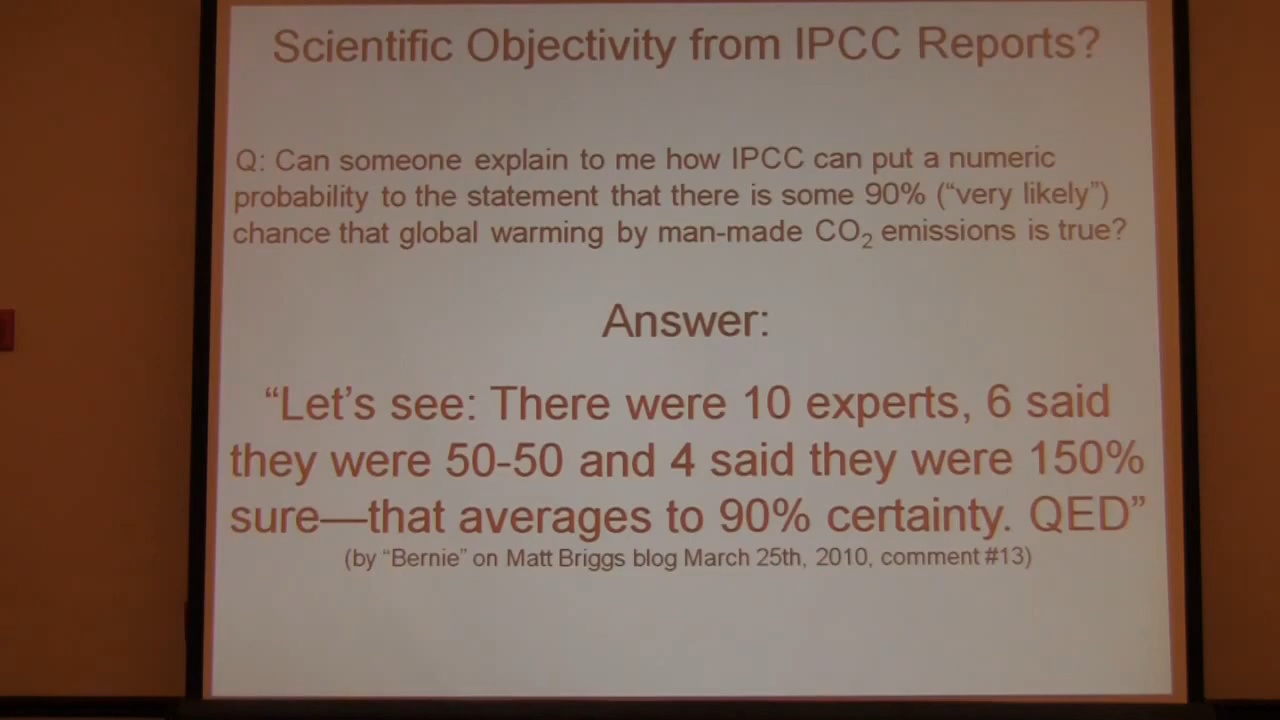 Scientific Objectivity from IPCC Reports?
Q: Can someone explain to me how IPCC can put a numeric
probability to the statement that there is some 90% (“very likely”)
chance that global warming by man-made CO₂ emissions is true?
Answer:
“Let’s see: There were 10 experts, 6 said
they were 50-50 and 4 said they were 150%
sure—that averages to 90% certainty. QED”
(by “Bernie” on Matt Briggs blog March 25th, 2010, comment #13)